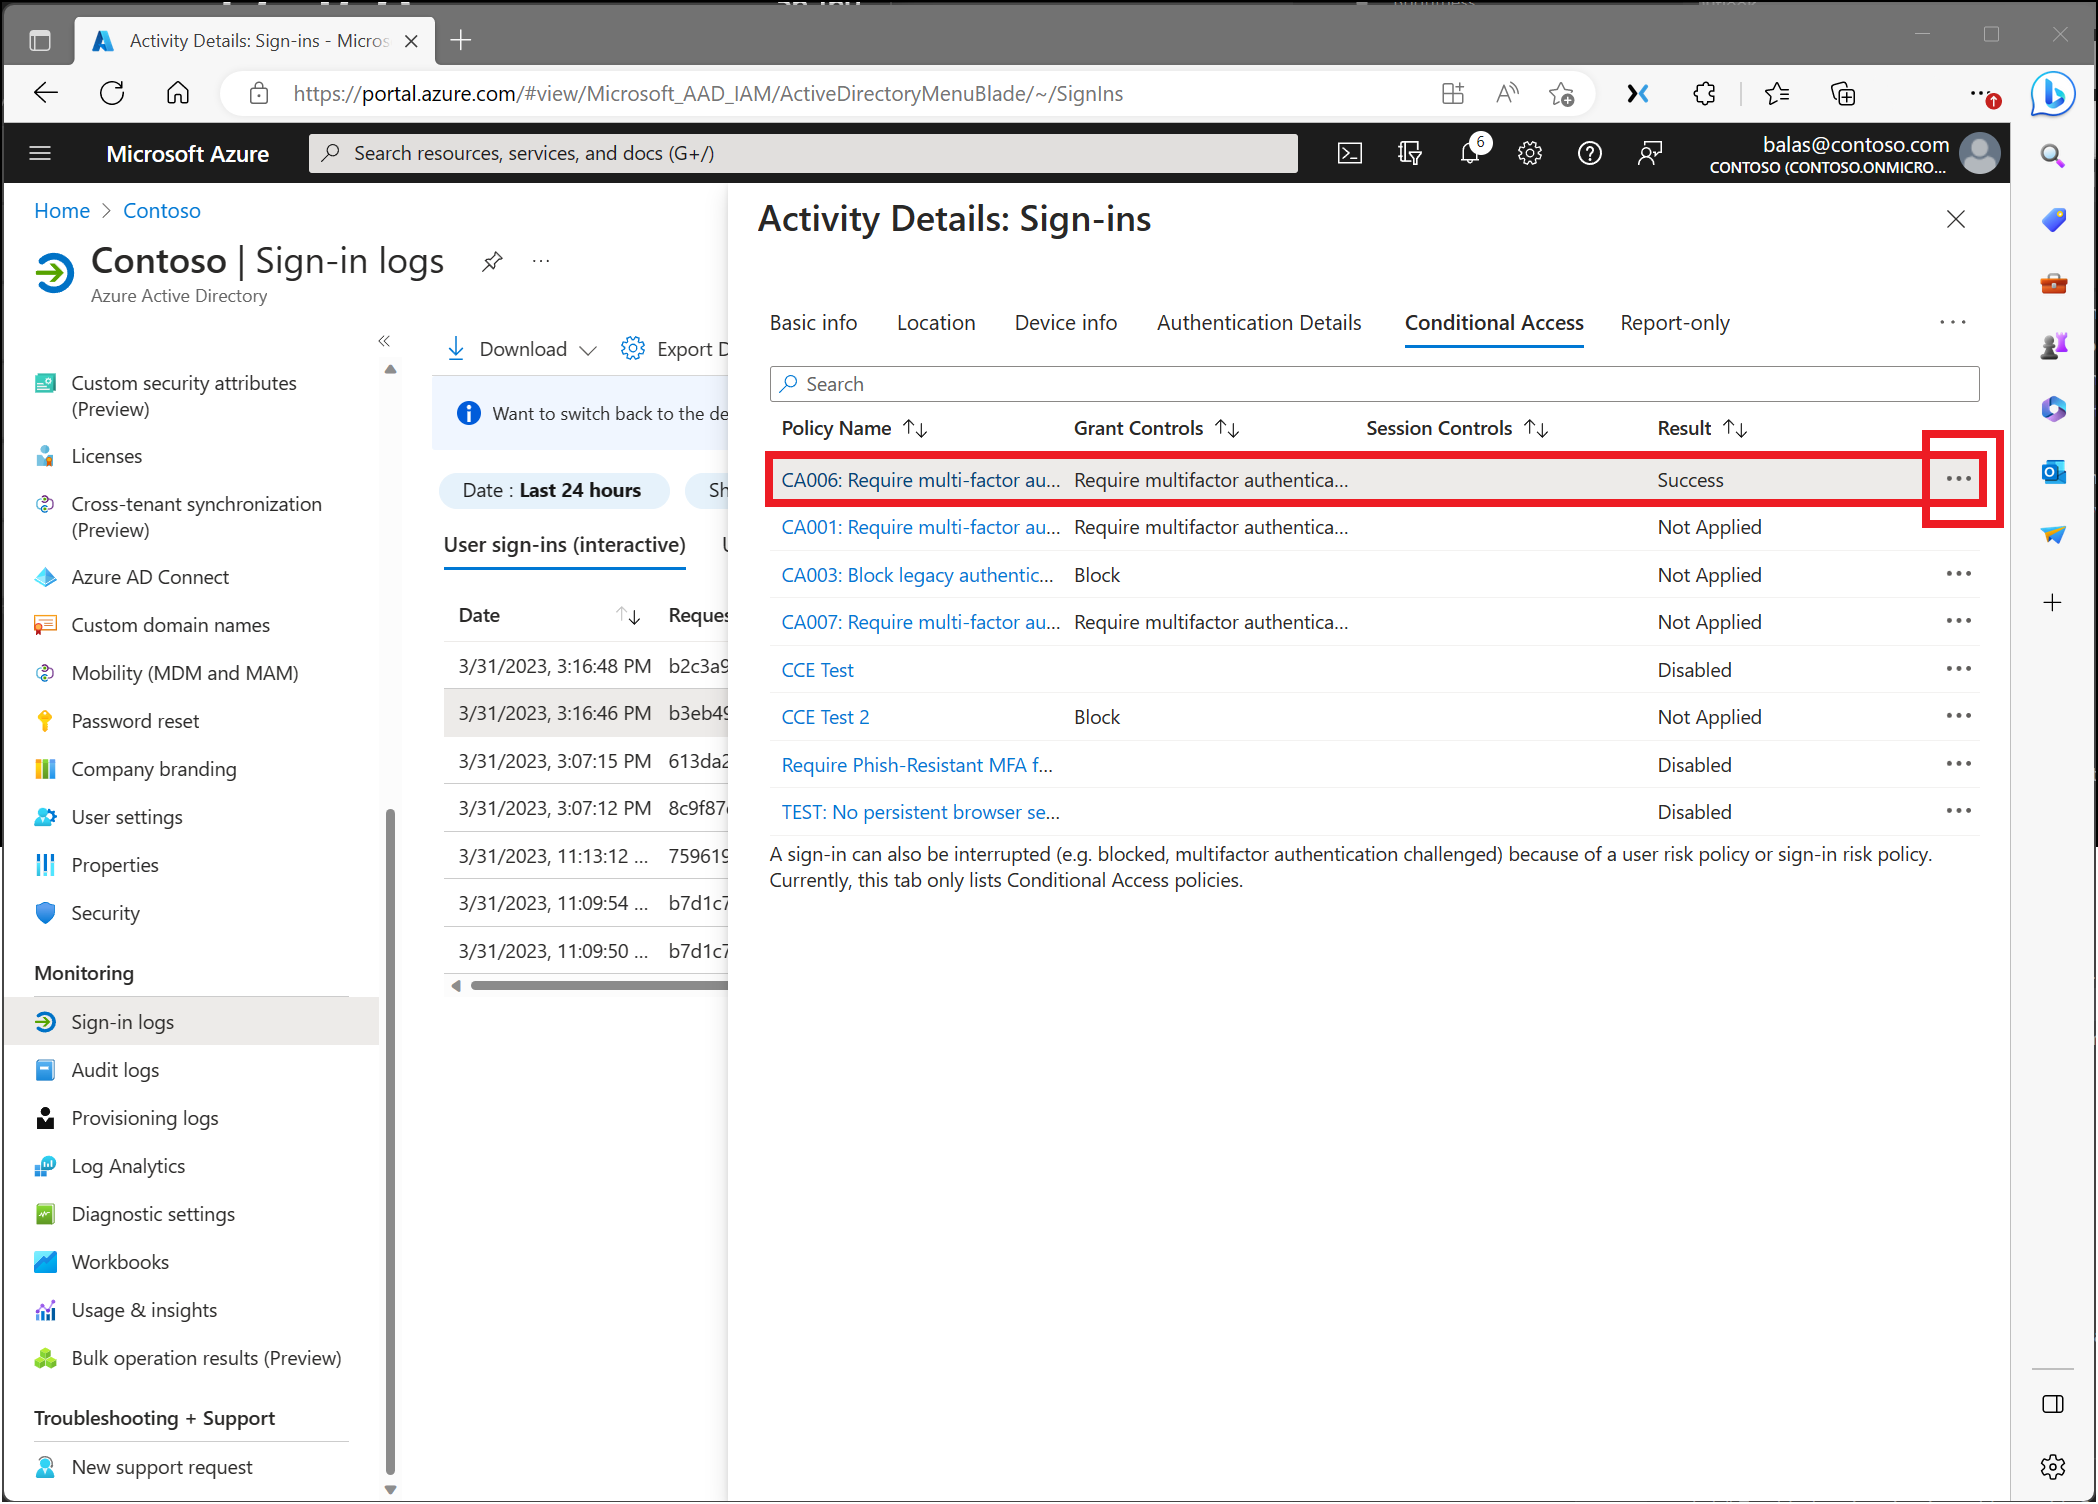 Activity Details: Sign-ins - Micros
https://portal.azure.com/#view/Microsoft_AAD_IAM/ActiveDirectoryMenuBlade/~/SignIns
Microsoft Azure
Search resources, services, and docs (G+/)
6
balas@contoso.com
CONTOSO (CONTOSO.ONMICRO...
Home > Contoso
Contoso | Sign-in logs
Azure Active Directory
Custom security attributes
(Preview)
Licenses
Cross-tenant synchronization
(Preview)
Azure AD Connect
Custom domain names
Mobility (MDM and MAM)
Password reset
Company branding
User settings
Properties
Security
Monitoring
Sign-in logs
Audit logs
Provisioning logs
Log Analytics
Diagnostic settings
Workbooks
Usage & insights
Bulk operation results (Preview)
Troubleshooting + Support
New support request
Download
Export D
Want to switch back to the de
Date : Last 24 hours
Sh
User sign-ins (interactive)
Date Reques
3/31/2023, 3:16:48 PM b2c3a9
3/31/2023, 3:16:46 PM b3eb49
3/31/2023, 3:07:15 PM 613da2
3/31/2023, 3:07:12 PM 8c9f87
3/31/2023, 11:13:12 ... 759619
3/31/2023, 11:09:54 ... b7d1c7
3/31/2023, 11:09:50 ... b7d1c7
Activity Details: Sign-ins
Basic info Location Device info Authentication Details Conditional Access Report-only ...
Search
Policy Name Grant Controls Session Controls Result
CA006: Require multi-factor au... Require multifactor authentica... Success ...
CA001: Require multi-factor au... Require multifactor authentica... Not Applied
CA003: Block legacy authentic... Block Not Applied ...
CA007: Require multi-factor au... Require multifactor authentica... Not Applied ...
CCE Test Disabled ...
CCE Test 2 Block Not Applied ...
Require Phish-Resistant MFA f... Disabled ...
TEST: No persistent browser se... Disabled ...
A sign-in can also be interrupted (e.g. blocked, multifactor authentication challenged) because of a user risk policy or sign-in risk policy.
Currently, this tab only lists Conditional Access policies.